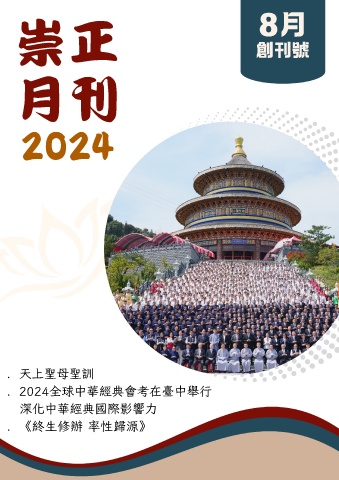 崇正
月刊
2024
8月
創刊號
. 天上聖母聖訓
. 2024全球中華經典會考在臺中舉行
深化中華經典國際影響力
. 《終生修辦 率性歸源》